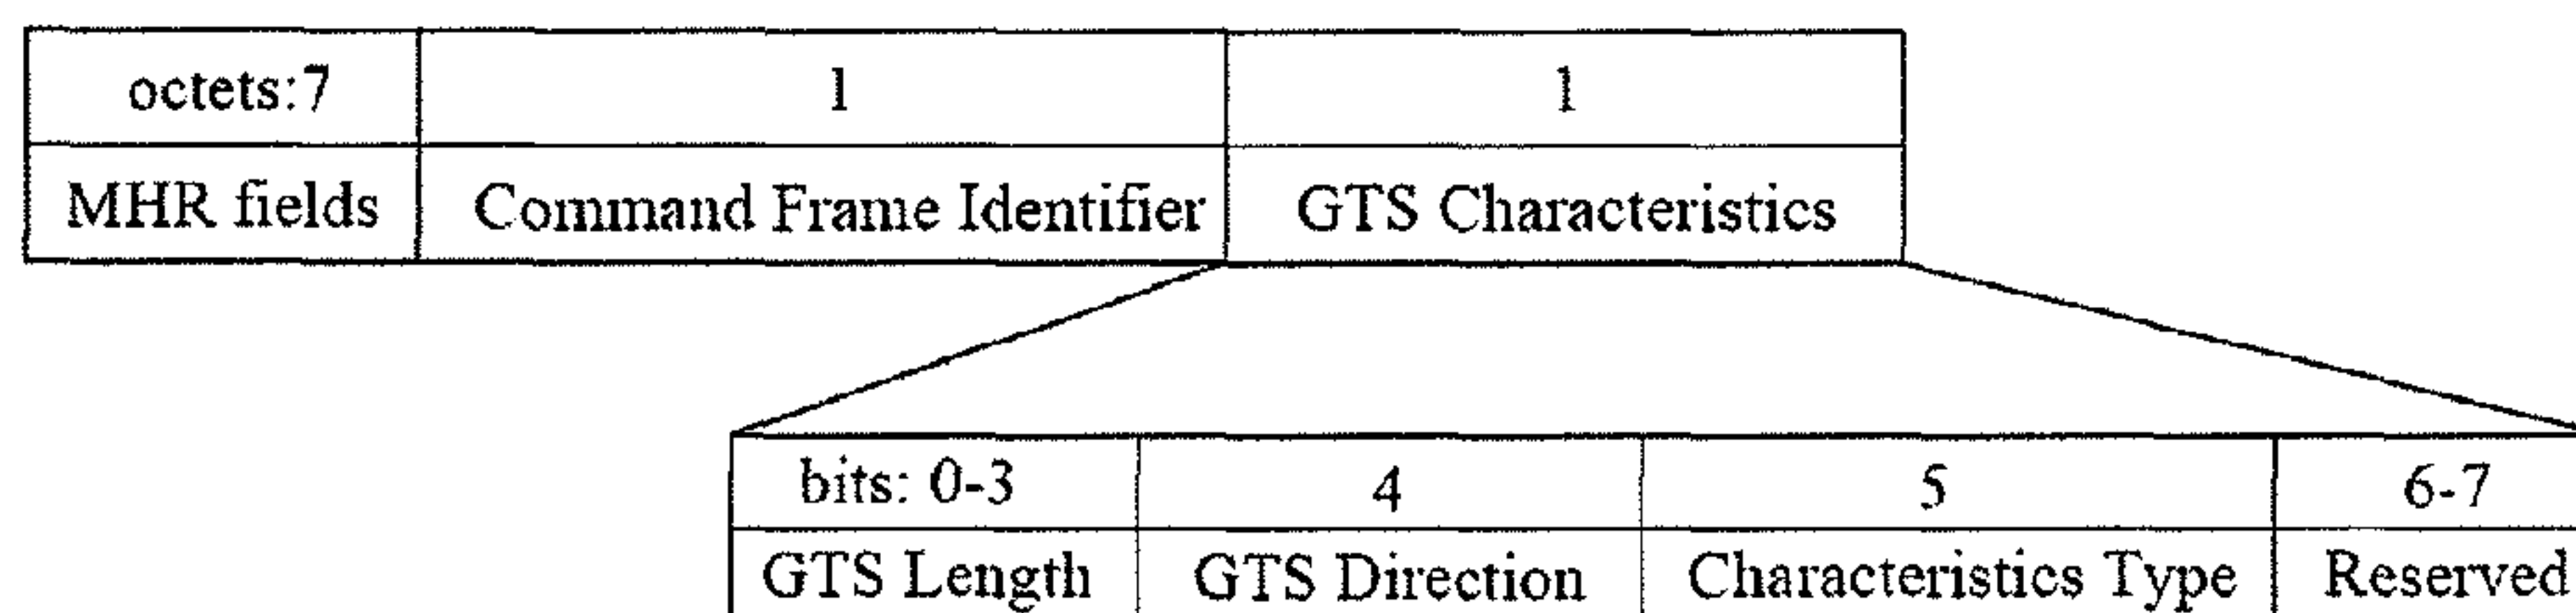 octets:7 1 1
MHR fields Command Frame Identifier GTS Characteristics
bits: 0-3 4 5 6-7
GTS Length GTS Direction Characteristics Type Reserved